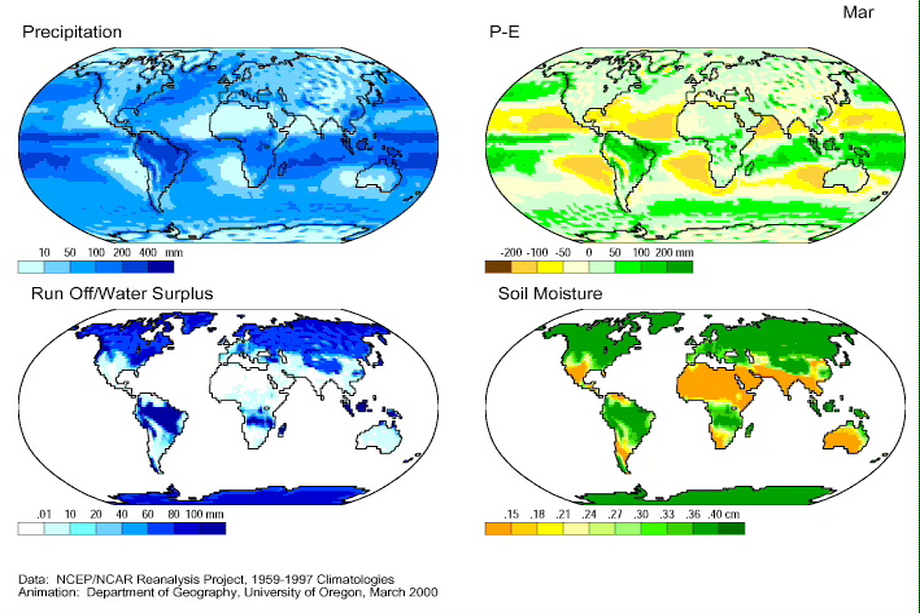 Mar
Precipitation
P-E
10 50 100 200 400 mm
-200 -100 -50 0 50 100 200 mm
Run Off/Water Surplus
Soil Moisture
.01 10 20 40 60 80 100 mm
.15 .18 .21 .24 .27 .30 .33 .36 .40 cm
Data: NCEP/NCAR Reanalysis Project, 1959-1997 Climatologies
Animation: Department of Geography, University of Oregon, March 2000